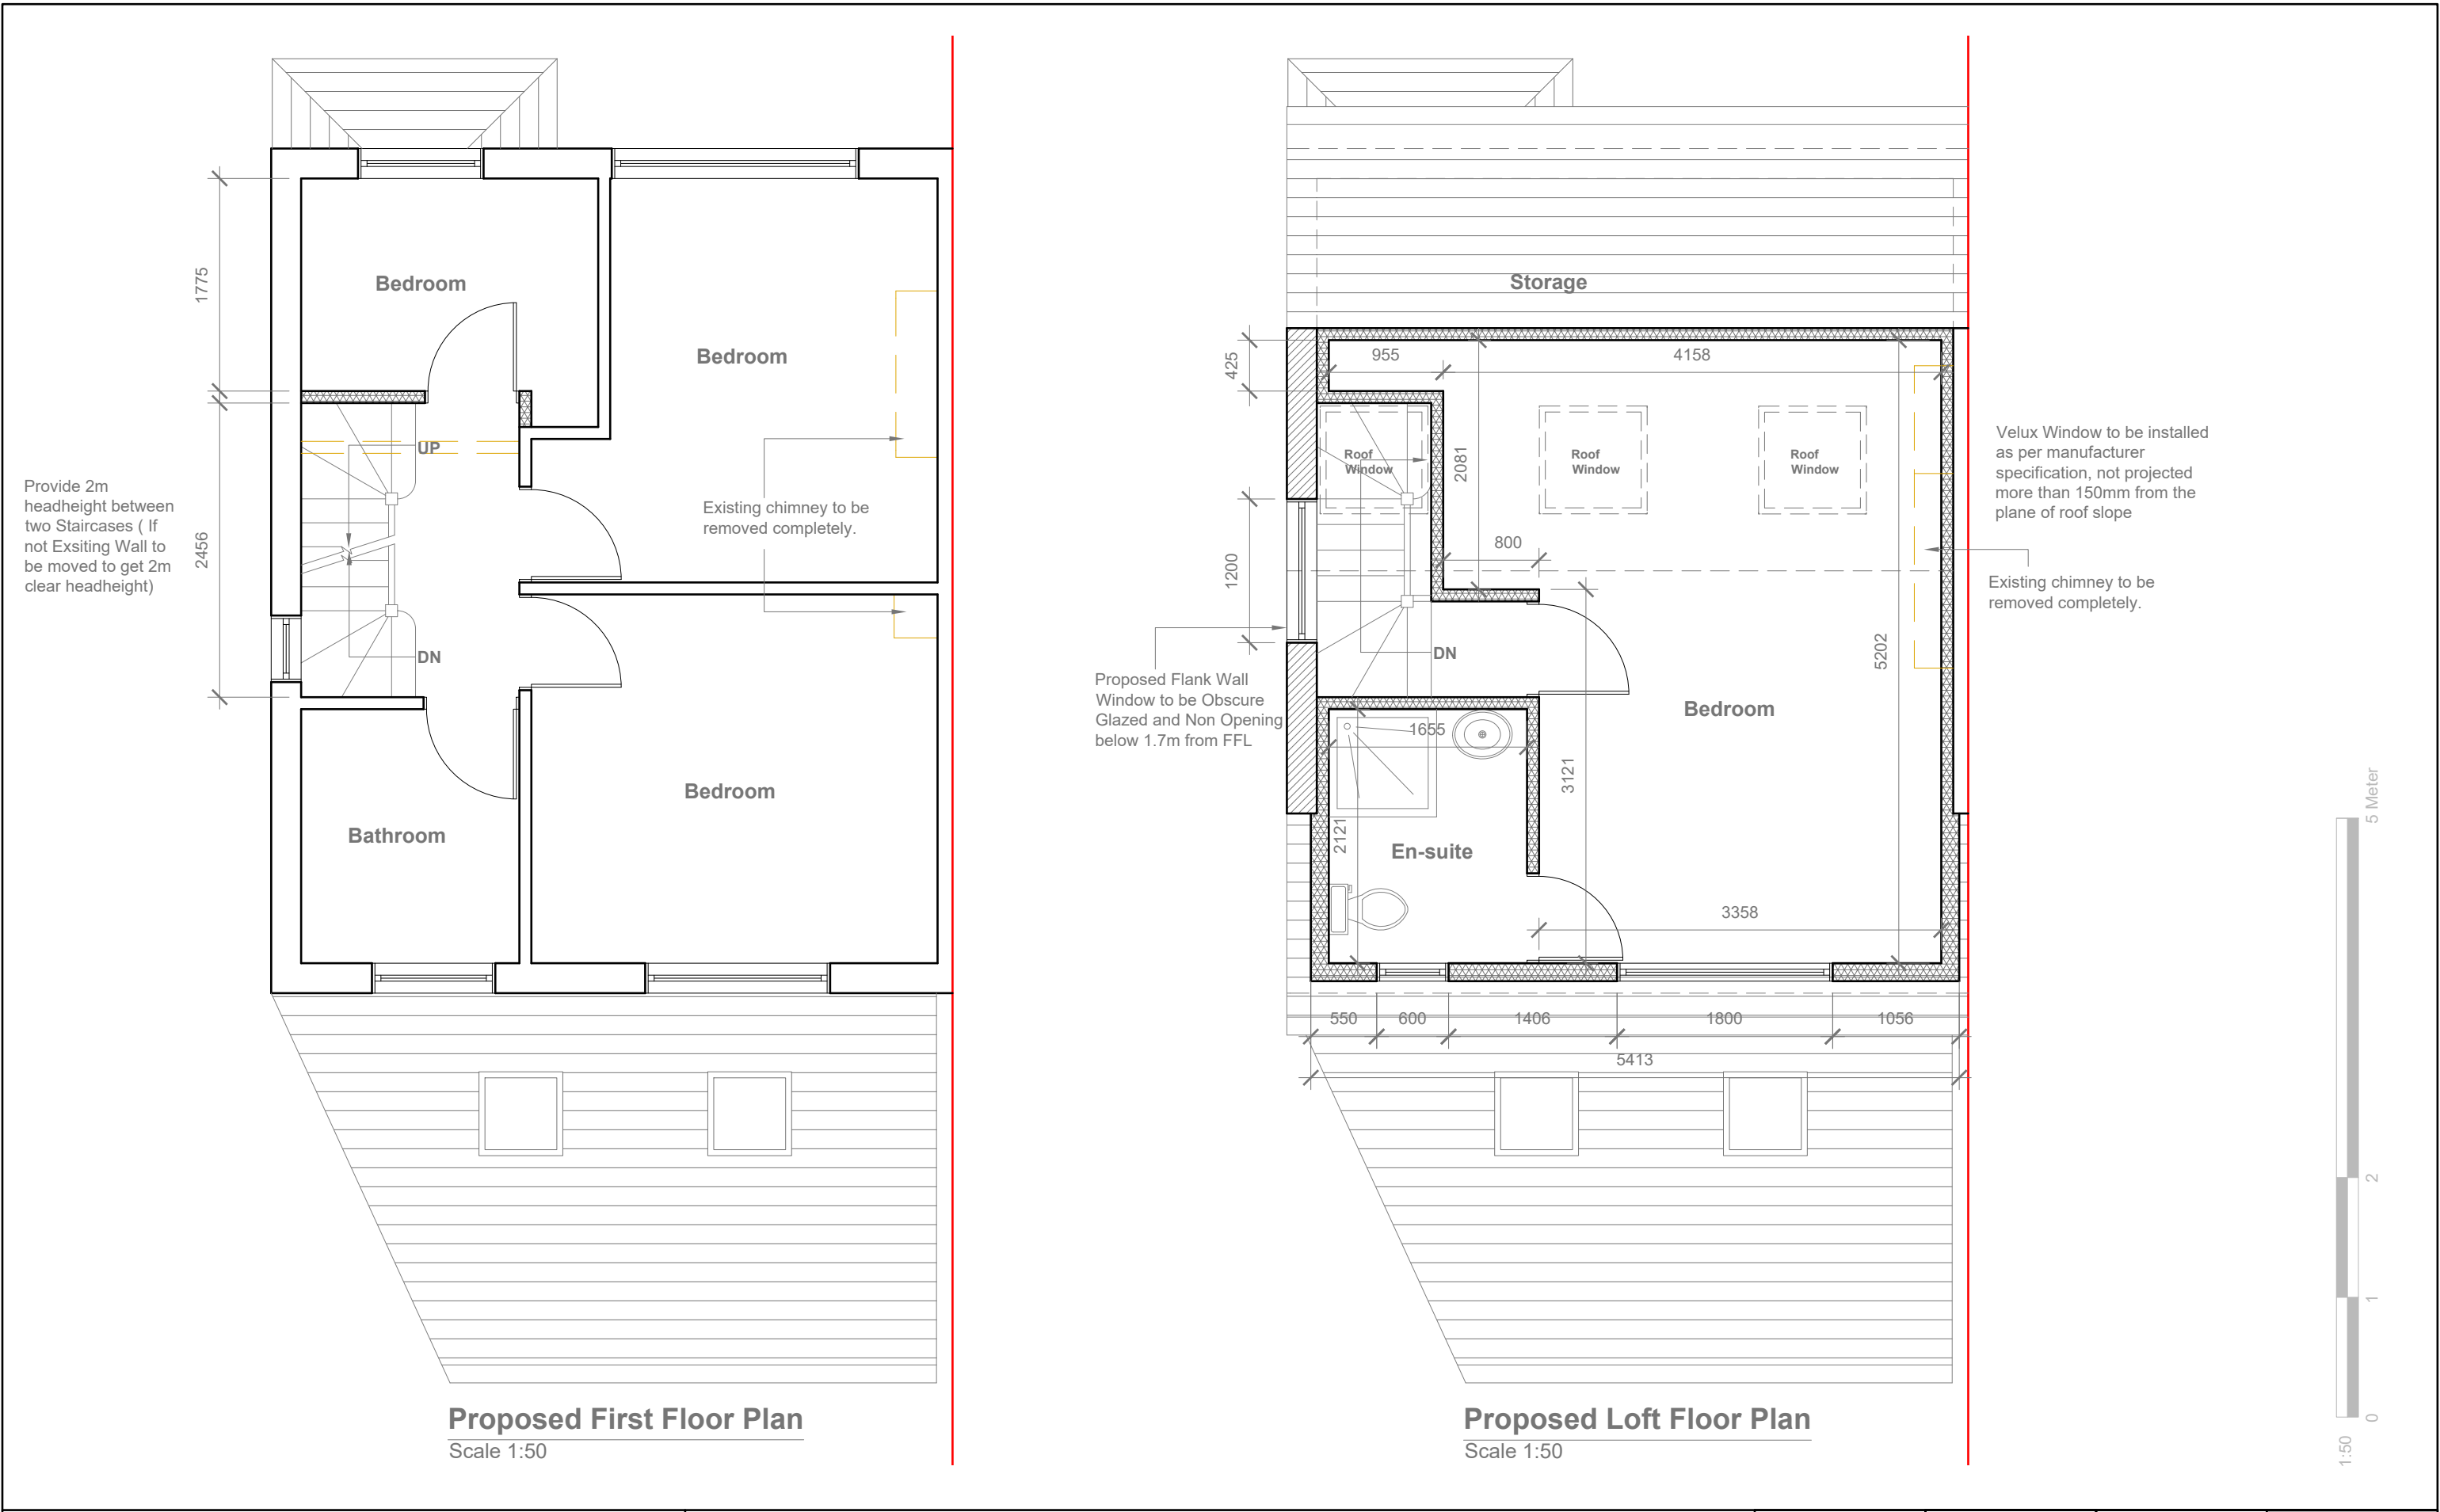 1775
2456
Provide 2m
headheight between
two Staircases ( If
not Exsiting Wall to
be moved to get 2m
clear headheight)
Bedroom
Bedroom
UP
Existing chimney to be
removed completely.
DN
Bedroom
Bathroom
Proposed First Floor Plan
Scale 1:50
Storage
425
955
4158
Roof
Window
Roof
Window
Roof
Window
2081
800
1200
5202
Velux Window to be installed
as per manufacturer
specification, not projected
more than 150mm from the
plane of roof slope
Existing chimney to be
removed completely.
DN
Proposed Flank Wall
Window to be Obscure
Glazed and Non Opening
below 1.7m from FFL
Bedroom
1655
3121
2121
En-suite
3358
550
600
1406
1800
1056
5413
Proposed Loft Floor Plan
Scale 1:50
5 Meter
2
1
0
1:50